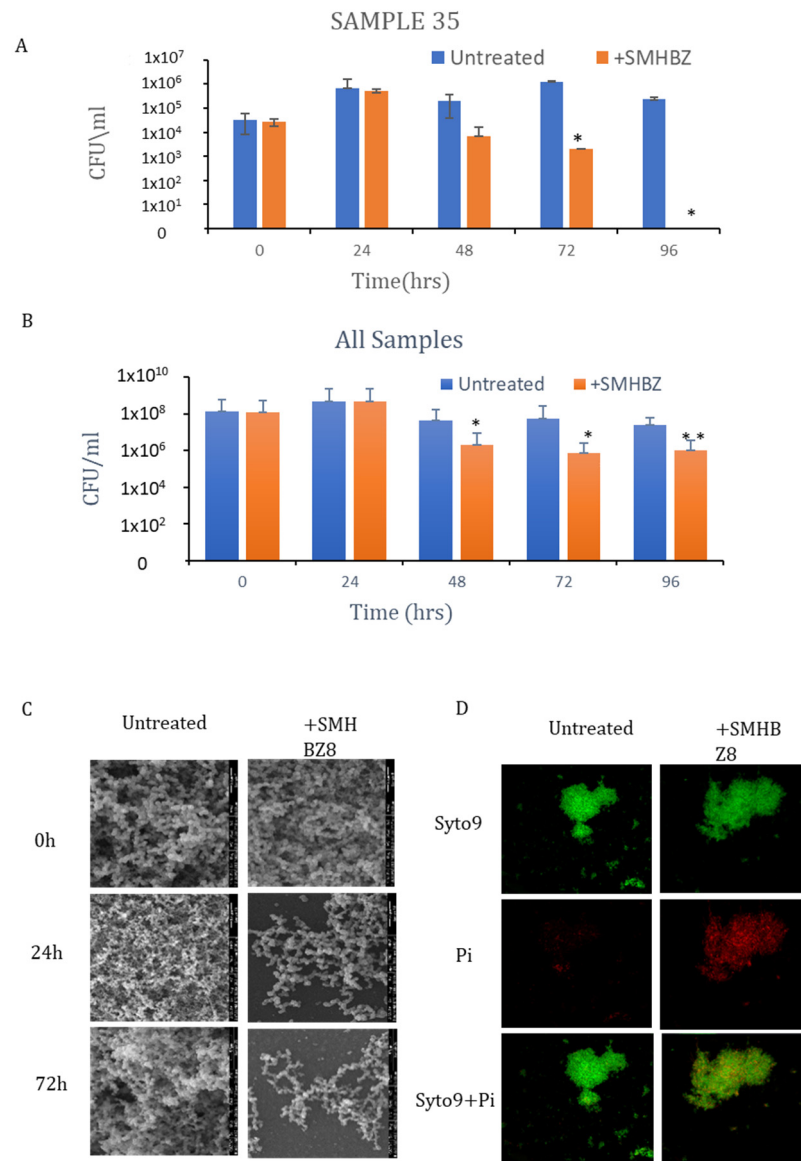 SAMPLE 35
A
Untreated +SMHBZ
1x10⁷
1x10⁶
1x10⁵
1x10⁴
1x10³
1x10²
1x10¹
0
CFU\ml
*
*
0 24 48 72 96
Time(hrs)
B
All Samples
Untreated +SMHBZ
1x10¹⁰
1x10⁸
1x10⁶
1x10⁴
1x10²
0
CFU/ml
*
*
**
0 24 48 72 96
Time (hrs)
C
Untreated
+SMH
BZ8
0h
24h
72h
D
Untreated
+SMHB
Z8
Syto9
Pi
Syto9+Pi